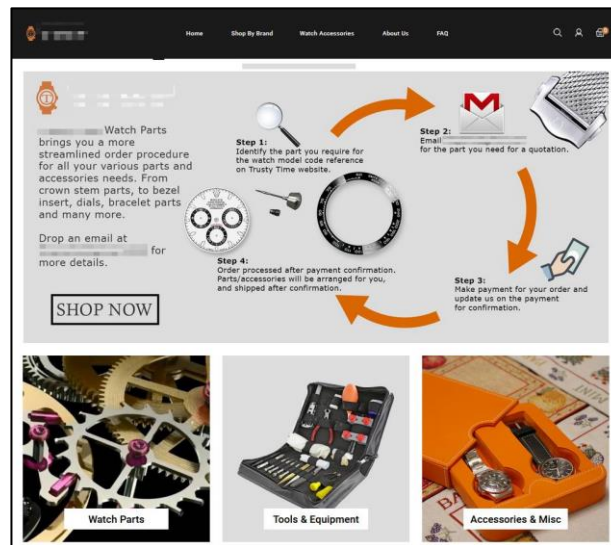 Home Shop By Brand Watch Accessories About Us FAQ
Watch Parts
brings you a more
streamlined order procedure
for all your various parts and
accessories needs. From
crown stem parts, to bezel
insert, dials, bracelet parts
and many more.
Drop an email at
for
more details.
SHOP NOW
Step 1:
Identify the part you require for
the watch model code reference
on Trusty Time website.
Step 2:
Email
for the part you need for a quotation.
Step 4:
Order processed after payment confirmation.
Parts/accessories will be arranged for you,
and shipped after confirmation.
Step 3:
Make payment for your order and
update us on the payment
for confirmation.
Watch Parts
Tools & Equipment
Accessories & Misc